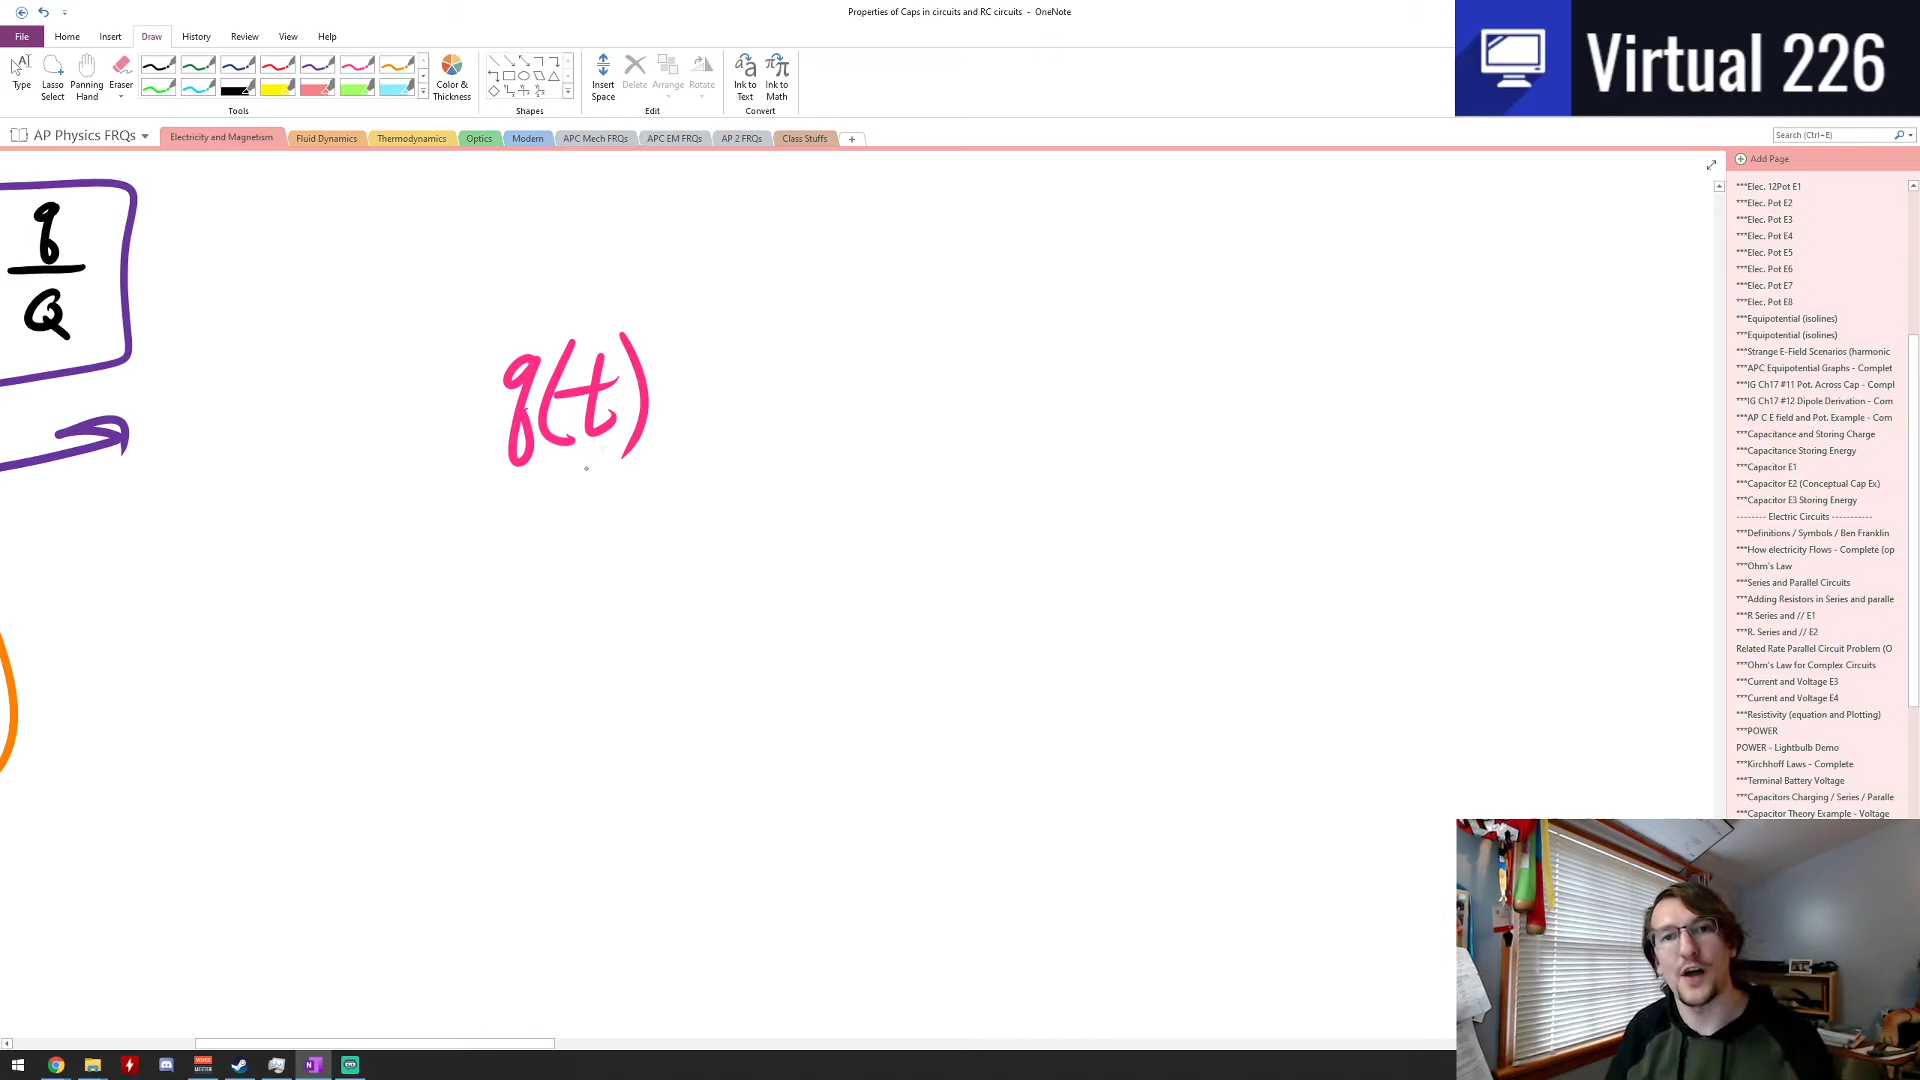 Properties of Caps in circuits and RC circuits - OneNote
Virtual 226
File Home Insert Draw History Review View Help
Type
Lasso Select
Panning Hand
Eraser
Color & Thickness
Insert Space
Delete
Arrange
Rotate
Ink to Text
Ink to Math
Tools
Shapes
Edit
Convert
AP Physics FRQs
Electricity and Magnetism
Fluid Dynamics
Thermodynamics
Optics
Modern
APC Mech FRQs
APC EM FRQs
AP 2 FRQs
Class Stuffs
Search (Ctrl+E)
Add Page
q
Q
q(t)
***Elec. 12Pot E1
***Elec. Pot E2
***Elec. Pot E3
***Elec. Pot E4
***Elec. Pot E5
***Elec. Pot E6
***Elec. Pot E7
***Elec. Pot E8
***Equipotential (isolines)
***Equipotential (isolines)
***Strange E-Field Scenarios (harmonic
***APC Equipotential Graphs - Complet
***IG Ch17 #11 Pot. Across Cap - Compl
***IG Ch17 #12 Dipole Derivation - Com
***AP C E field and Pot. Example - Com
***Capacitance and Storing Charge
***Capacitance Storing Energy
***Capacitor E1
***Capacitor E2 (Conceptual Cap Ex)
***Capacitor E3 Storing Energy
-------- Electric Circuits -----------
***Definitions / Symbols / Ben Franklin
***How electricity Flows - Complete (op
***Ohm's Law
***Series and Parallel Circuits
***Adding Resistors in Series and paralle
***R Series and // E1
***R. Series and // E2
Related Rate Parallel Circuit Problem (O
***Ohm's Law for Complex Circuits
***Current and Voltage E3
***Current and Voltage E4
***Resistivity (equation and Plotting)
***POWER
POWER - Lightbulb Demo
***Kirchhoff Laws - Complete
***Terminal Battery Voltage
***Capacitors Charging / Series / Paralle
***Capacitor Theory Example - Voltage